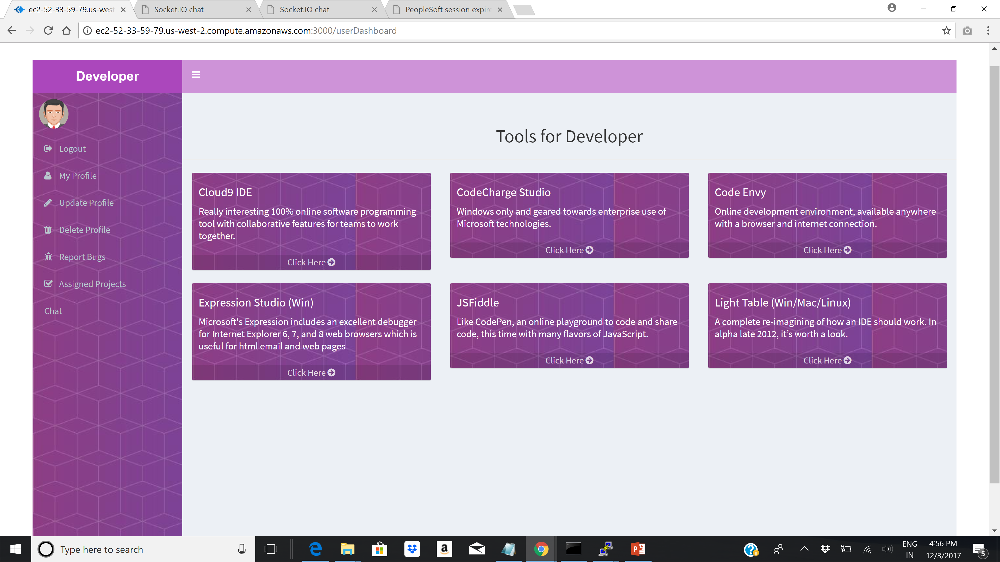 ec2-52-33-59-79.us-west
Socket.IO chat
Socket.IO chat
PeopleSoft session expire
ec2-52-33-59-79.us-west-2.compute.amazonaws.com:3000/userDashboard
Developer
Logout
My Profile
Update Profile
Delete Profile
Report Bugs
Assigned Projects
Chat
Tools for Developer
Cloud9 IDE
Really interesting 100% online software programming
tool with collaborative features for teams to work
together.
Click Here
CodeCharge Studio
Windows only and geared towards enterprise use of
Microsoft technologies.
Click Here
Code Envy
Online development environment, available anywhere
with a browser and internet connection.
Click Here
Expression Studio (Win)
Microsoft's Expression includes an excellent debugger
for Internet Explorer 6, 7, and 8 web browsers which is
useful for html email and web pages
Click Here
JSFiddle
Like CodePen, an online playground to code and share
code, this time with many flavors of JavaScript.
Click Here
Light Table (Win/Mac/Linux)
A complete re-imagining of how an IDE should work. In
alpha late 2012, it’s worth a look.
Click Here
Type here to search
ENG
IN
4:56 PM
12/3/2017
5